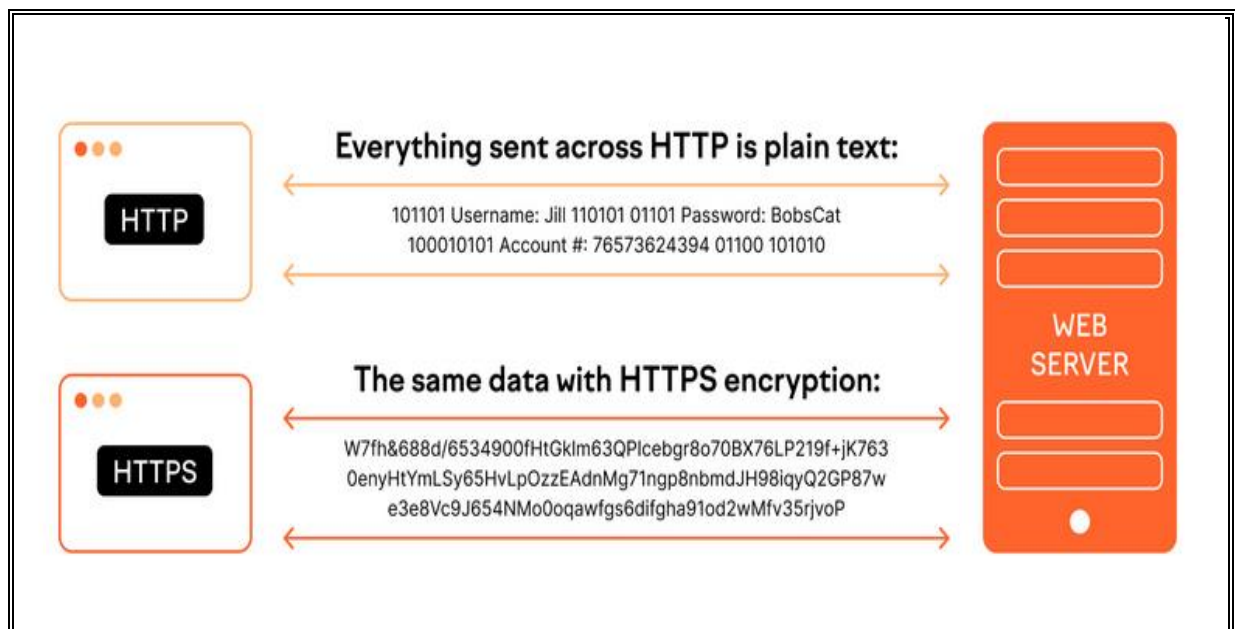 Everything sent across HTTP is plain text:
HTTP
101101 Username: Jill 110101 01101 Password: BobsCat
100010101 Account #: 76573624394 01100 101010
WEB
SERVER
The same data with HTTPS encryption:
HTTPS
W7fh&688d/6534900fHtGklm63QPlcebgr8o70BX76LP219f+jK763
0enyHtYmLSy65HvLpOzzEAdnMg71ngp8nbmdJH98iqyQ2GP87w
e3e8Vc9J654NMo0oqawfgs6difgha91od2wMfv35rjvoP